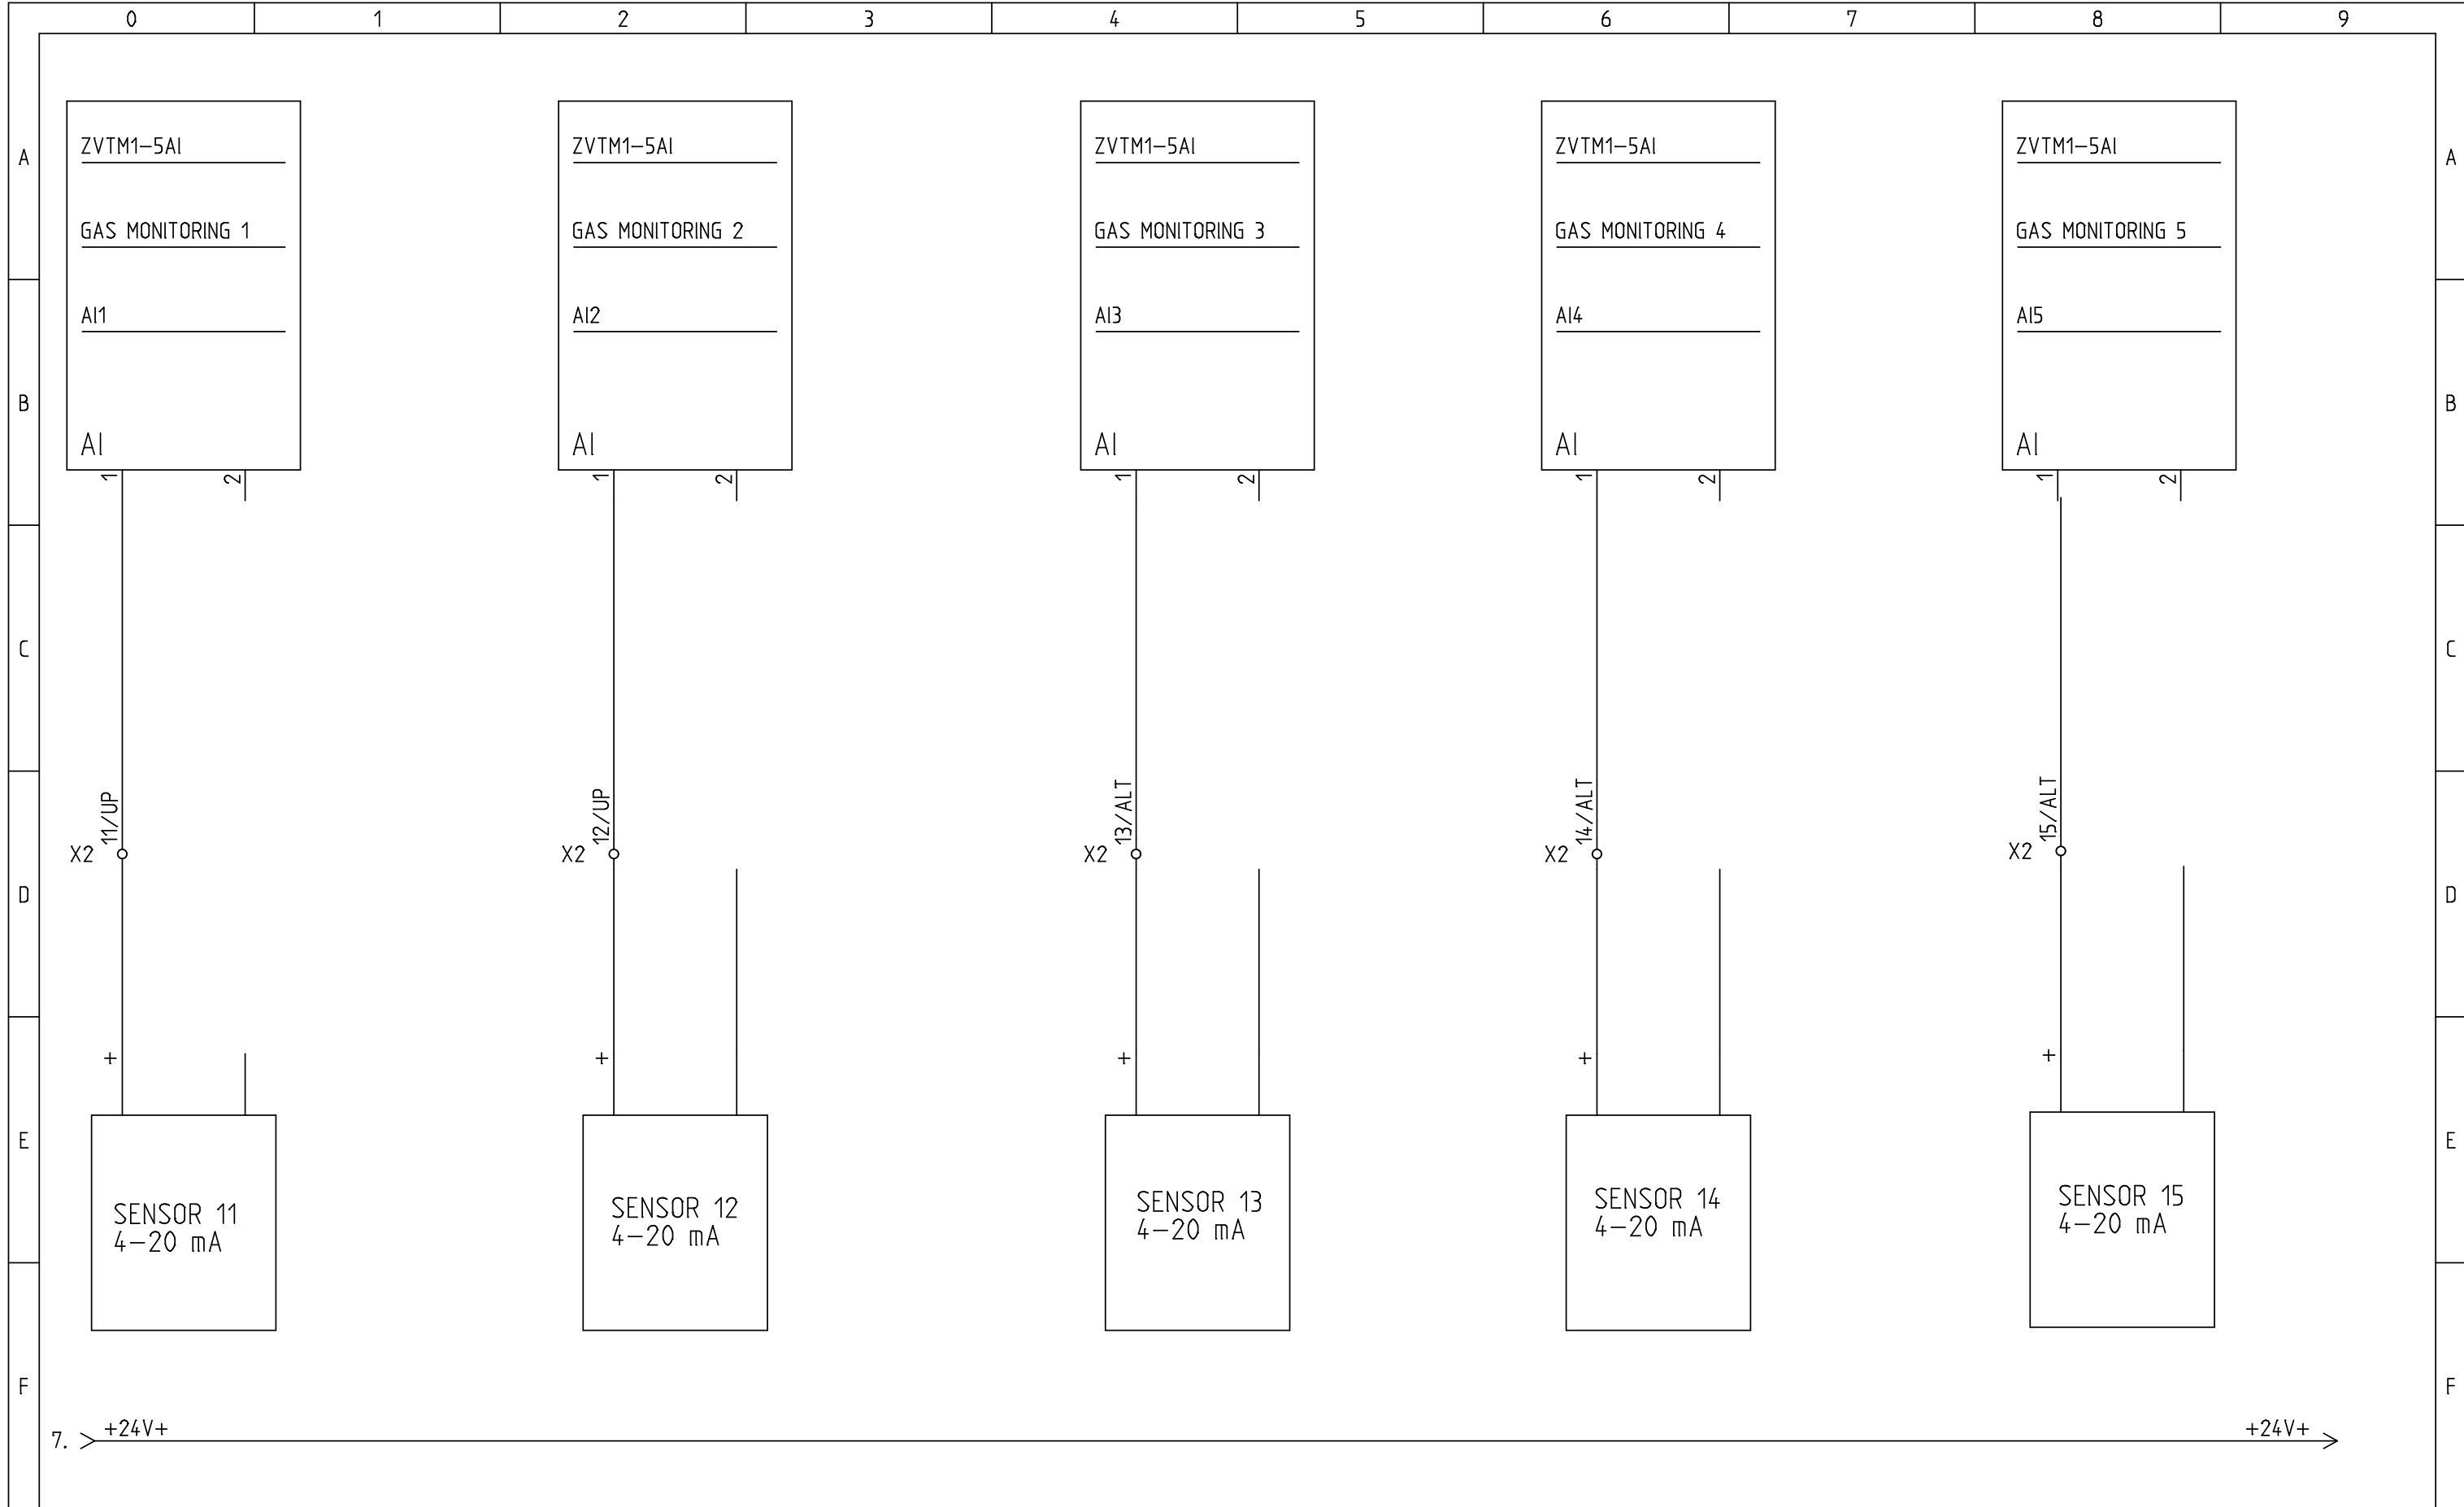 0 1 2 3 4 5 6 7 8 9
A A
ZVTM1-5AI ZVTM1-5AI ZVTM1-5AI ZVTM1-5AI ZVTM1-5AI
GAS MONITORING 1 GAS MONITORING 2 GAS MONITORING 3 GAS MONITORING 4 GAS MONITORING 5
AI1 AI2 AI3 AI4 AI5
B B
AI AI AI AI AI
1 2 1 2 1 2 1 2 1 2
C C
11/UP 12/UP 13/ALT 14/ALT 15/ALT
X2 X2 X2 X2 X2
D D
+ + + + +
E E
SENSOR 11 SENSOR 12 SENSOR 13 SENSOR 14 SENSOR 15
4-20 mA 4-20 mA 4-20 mA 4-20 mA 4-20 mA
F F
7. +24V+ +24V+